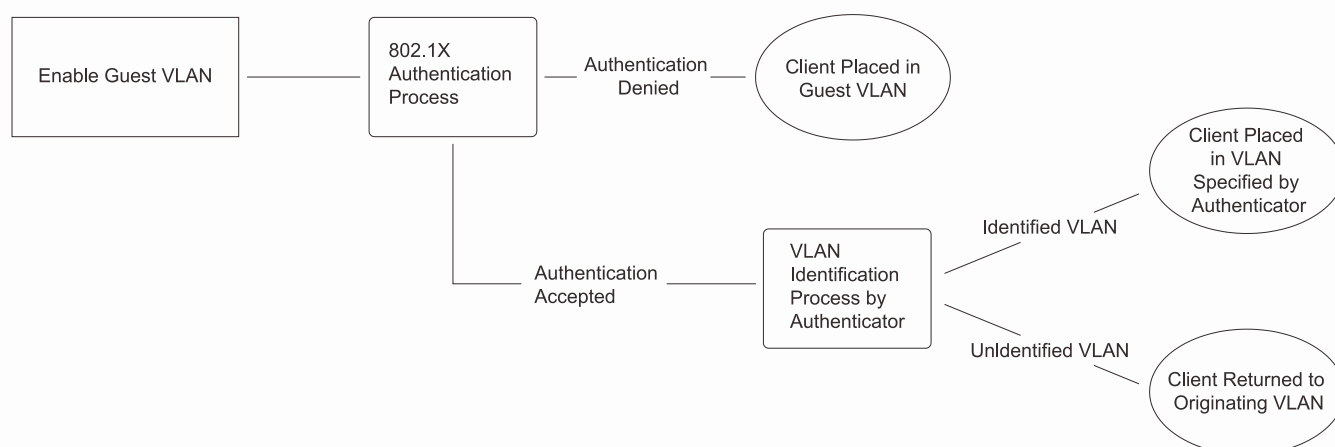 Enable Guest VLAN
802.1X
Authentication
Process
Authentication
Denied
Client Placed in
Guest VLAN
Client Placed
in VLAN
Specified by
Authenticator
Identified VLAN
VLAN
Identification
Process by
Authenticator
Authentication
Accepted
UnIdentified VLAN
Client Returned to
Originating VLAN